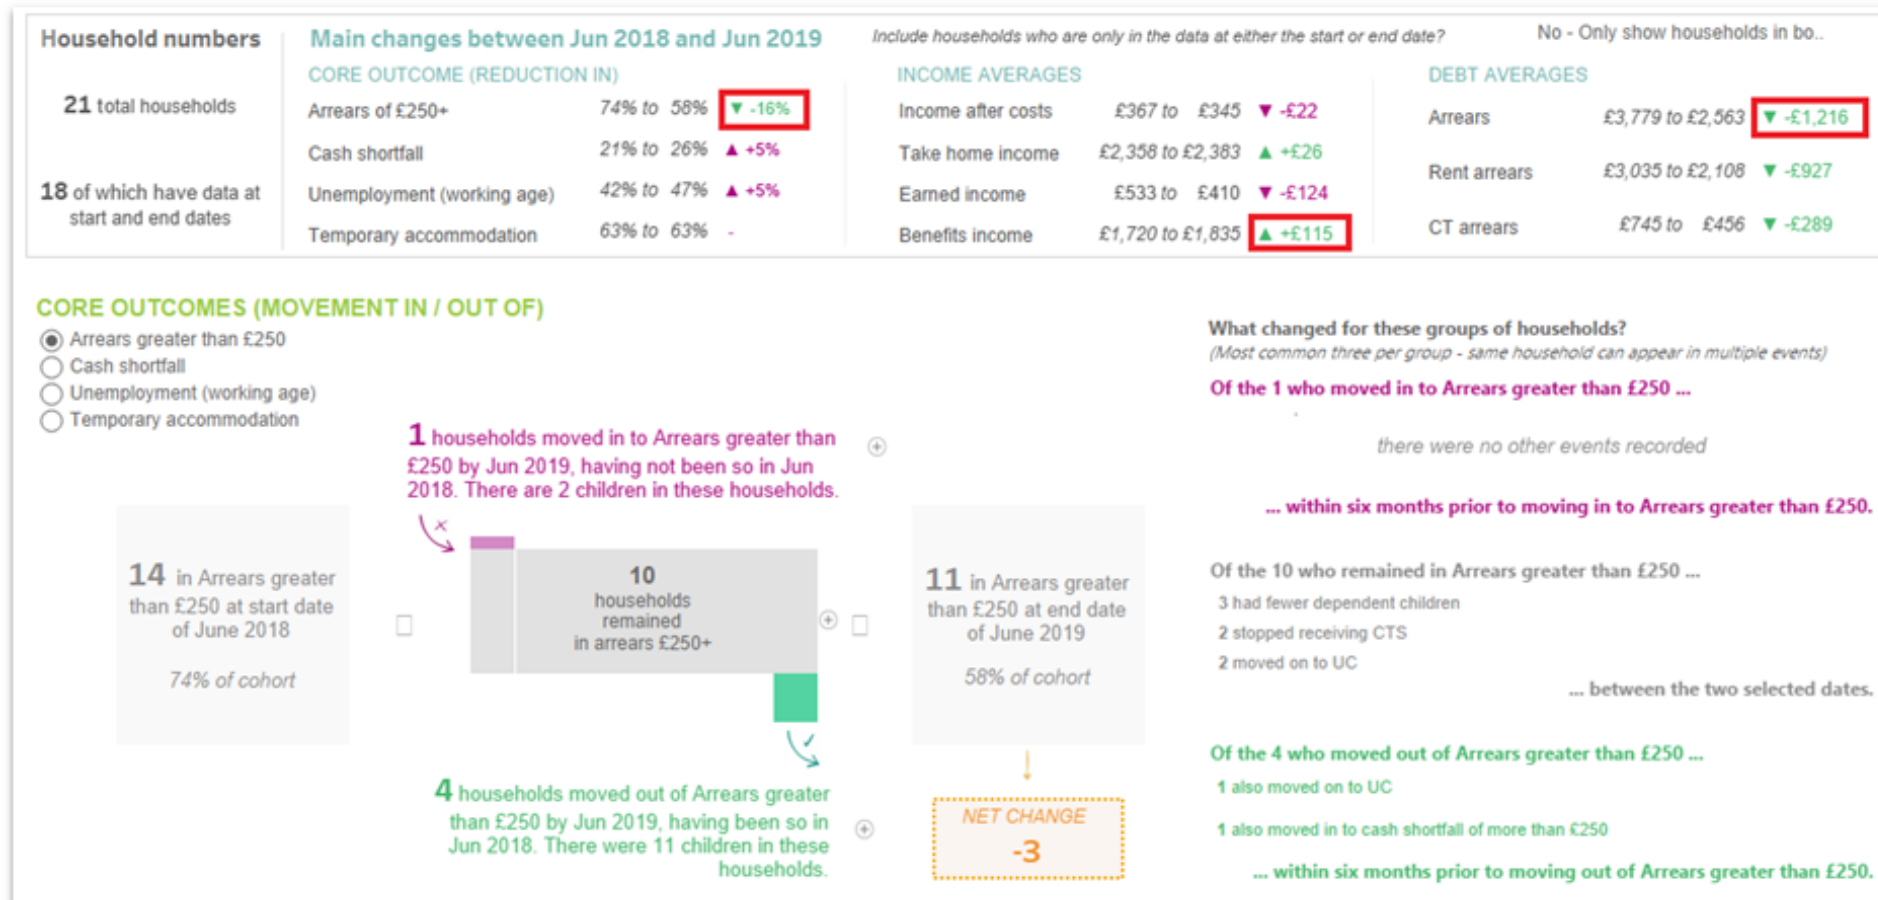 Household numbers
21 total households
18 of which have data at
start and end dates
Main changes between Jun 2018 and Jun 2019
Include households who are only in the data at either the start or end date?
No - Only show households in bo..
CORE OUTCOME (REDUCTION IN)
Arrears of £250+ 74% to 58% ▼ -16%
Cash shortfall 21% to 26% ▲ +5%
Unemployment (working age) 42% to 47% ▲ +5%
Temporary accommodation 63% to 63% -
INCOME AVERAGES
Income after costs £367 to £345 ▼ -£22
Take home income £2,358 to £2,383 ▲ +£26
Earned income £533 to £410 ▼ -£124
Benefits income £1,720 to £1,835 ▲ +£115
DEBT AVERAGES
Arrears £3,779 to £2,563 ▼ -£1,216
Rent arrears £3,035 to £2,108 ▼ -£927
CT arrears £745 to £456 ▼ -£289
CORE OUTCOMES (MOVEMENT IN / OUT OF)
Arrears greater than £250
Cash shortfall
Unemployment (working age)
Temporary accommodation
1 households moved in to Arrears greater than
£250 by Jun 2019, having not been so in Jun
2018. There are 2 children in these households.
14 in Arrears greater
than £250 at start date
of June 2018
74% of cohort
10
households
remained
in arrears £250+
11 in Arrears greater
than £250 at end date
of June 2019
58% of cohort
4 households moved out of Arrears greater
than £250 by Jun 2019, having been so in
Jun 2018. There were 11 children in these
households.
NET CHANGE
-3
What changed for these groups of households?
(Most common three per group - same household can appear in multiple events)
Of the 1 who moved in to Arrears greater than £250 ...
there were no other events recorded
... within six months prior to moving in to Arrears greater than £250.
Of the 10 who remained in Arrears greater than £250 ...
3 had fewer dependent children
2 stopped receiving CTS
2 moved on to UC
... between the two selected dates.
Of the 4 who moved out of Arrears greater than £250 ...
1 also moved on to UC
1 also moved in to cash shortfall of more than £250
... within six months prior to moving out of Arrears greater than £250.